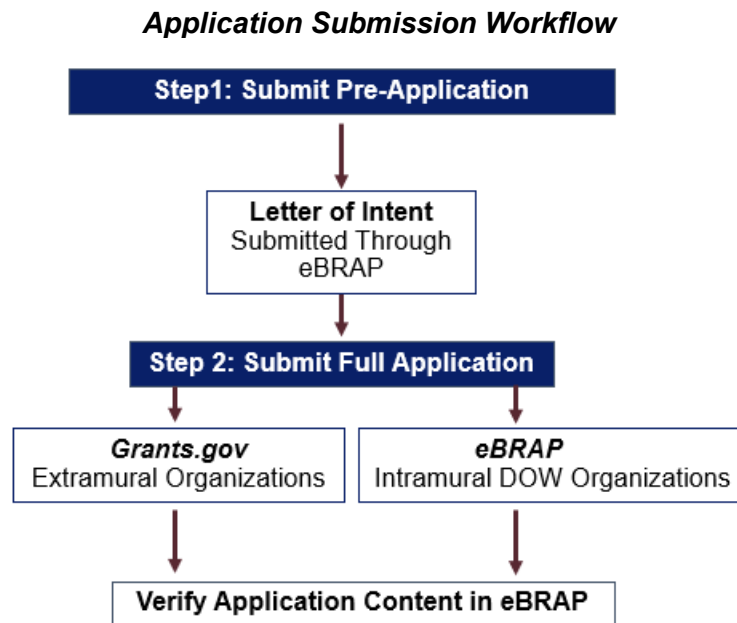 Application Submission Workflow
Step1: Submit Pre-Application
Letter of Intent
Submitted Through
eBRAP
Step 2: Submit Full Application
Grants.gov
Extramural Organizations
eBRAP
Intramural DOW Organizations
Verify Application Content in eBRAP